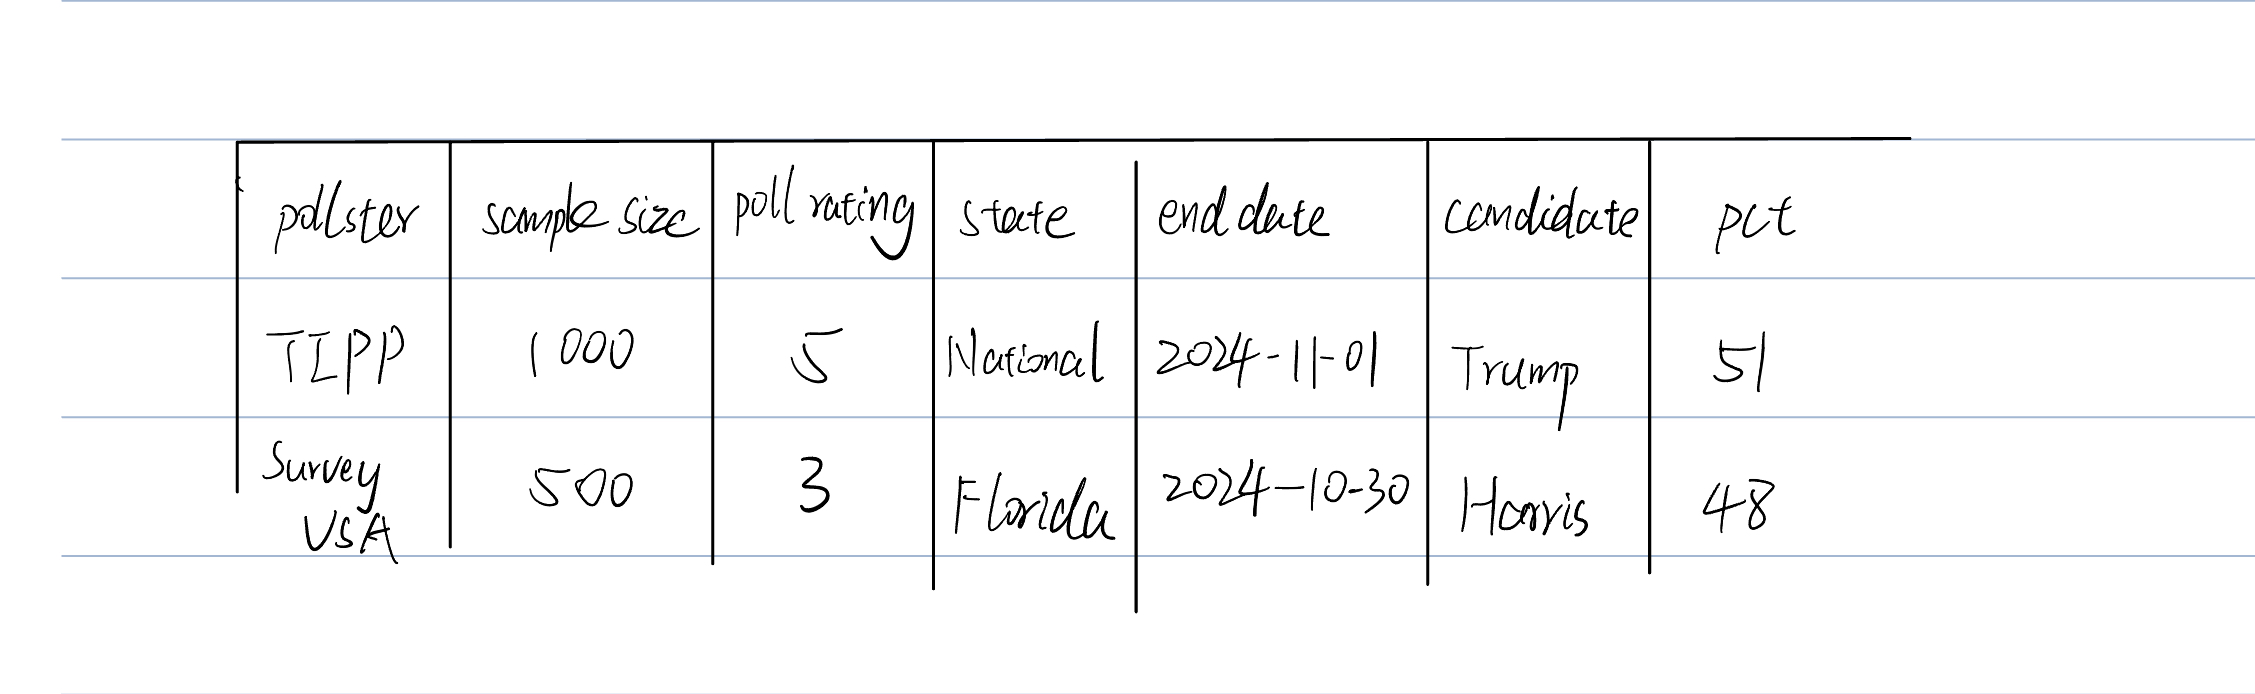 pollster sample size poll rating state end date candidate pct
TIPP 1000 5 National 2024-11-01 Trump 51
Survey USA 500 3 Florida 2024-10-30 Harris 48